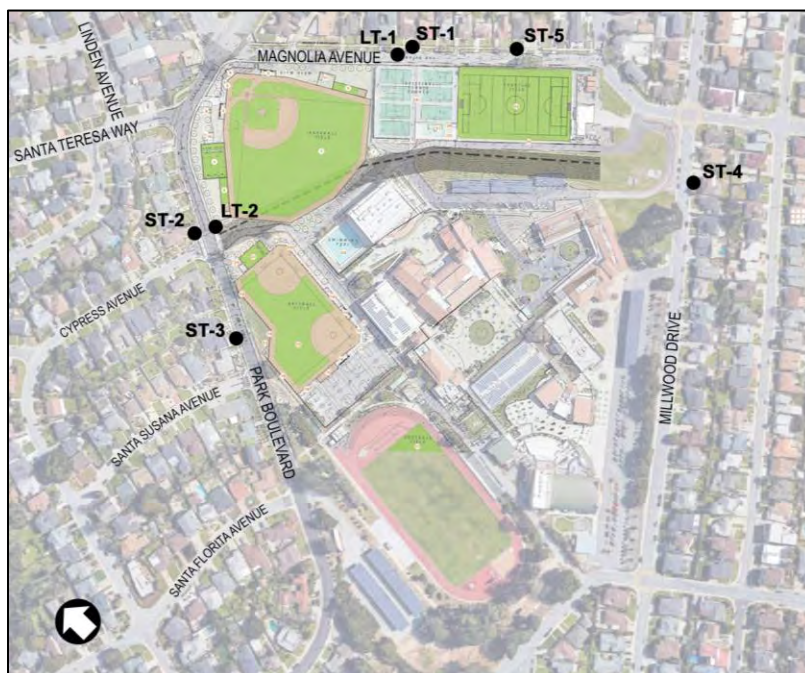 LINDEN AVENUE
LT-1
ST-1
ST-5
MAGNOLIA AVENUE
SANTA TERESA WAY
ST-4
ST-2
LT-2
CYPRESS AVENUE
ST-3
PARK BOULEVARD
SANTA SUSANA AVENUE
MILLWOOD DRIVE
SANTA FLORITA AVENUE